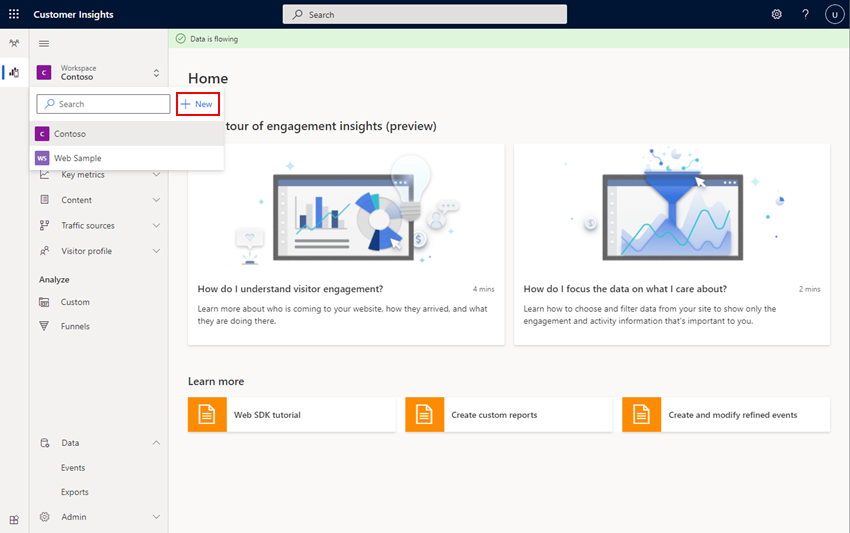 Customer Insights
Search
?
U
Data is flowing
C
Workspace
Contoso
Search
New
C
Contoso
WS
Web Sample
Key metrics
Content
Traffic sources
Visitor profile
Analyze
Custom
Funnels
Data
Events
Exports
Admin
Home
tour of engagement insights (preview)
$
How do I understand visitor engagement?
4 mins
Learn more about who is coming to your website, how they arrived, and what
they are doing there.
$
How do I focus the data on what I care about?
2 mins
Learn how to choose and filter data from your site to show only the
engagement and activity information that's important to you.
Learn more
Web SDK tutorial
Create custom reports
Create and modify refined events